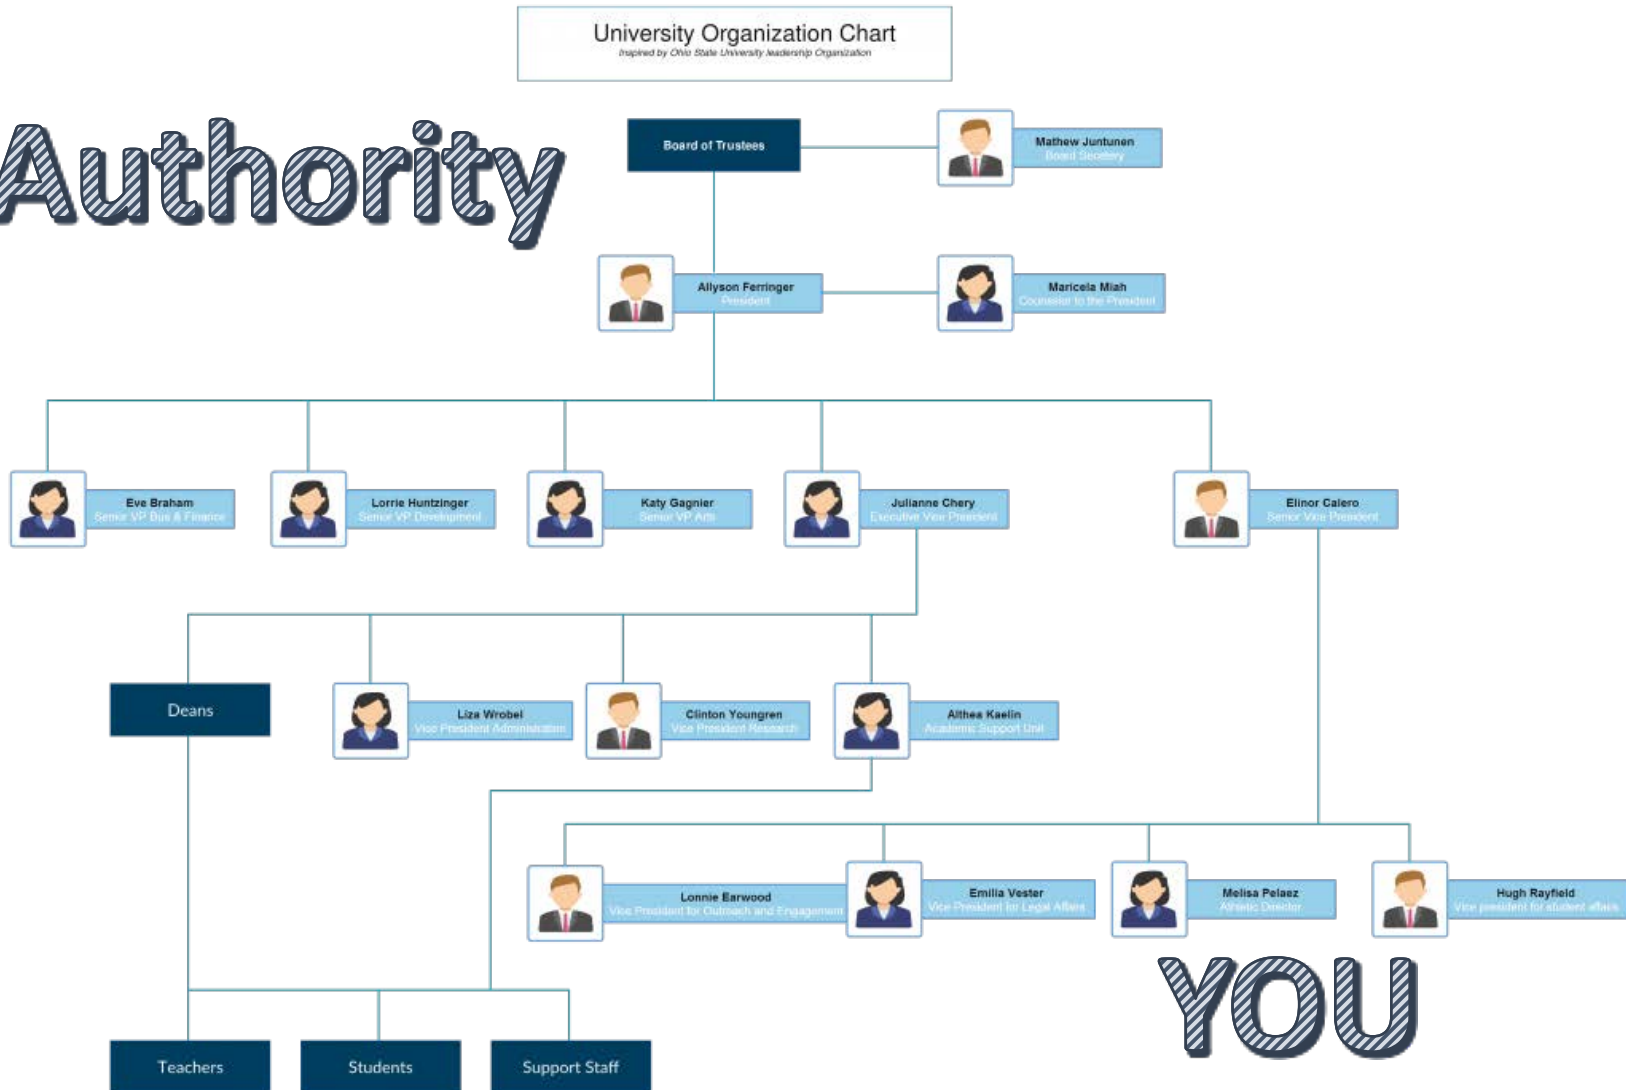 University Organization Chart
Inspired by Ohio State University leadership Organization
Authority
Board of Trustees
Mathew Juntunen
Board Secretery
Allyson Ferringer
President
Maricela Miah
Counselor to the President
Eve Braham
Senior VP Bus & Finance
Lorrie Huntzinger
Senior VP Development
Katy Gagnier
Senior VP Arts
Julianne Chery
Executive Vice President
Elinor Calero
Senior Vice President
Deans
Liza Wrobel
Vice President Administration
Clinton Youngren
Vice President Research
Althea Kaelin
Academic Support Unit
Lonnie Earwood
Vice President for Outreach and Engagement
Emilia Vester
Vice President for Legal Affairs
Melisa Pelaez
Athletic Director
Hugh Rayfield
Vice president for student affairs
YOU
Teachers
Students
Support Staff